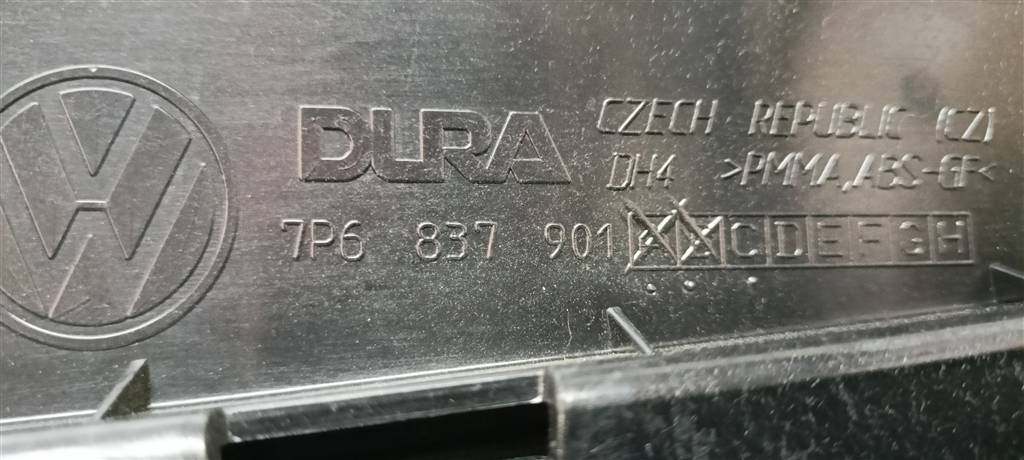 DURA
CZECH REPUBLIC (CZ)
DH4 >PMMA,ABS-GF<
7P6 837 901 A B C D E F G H